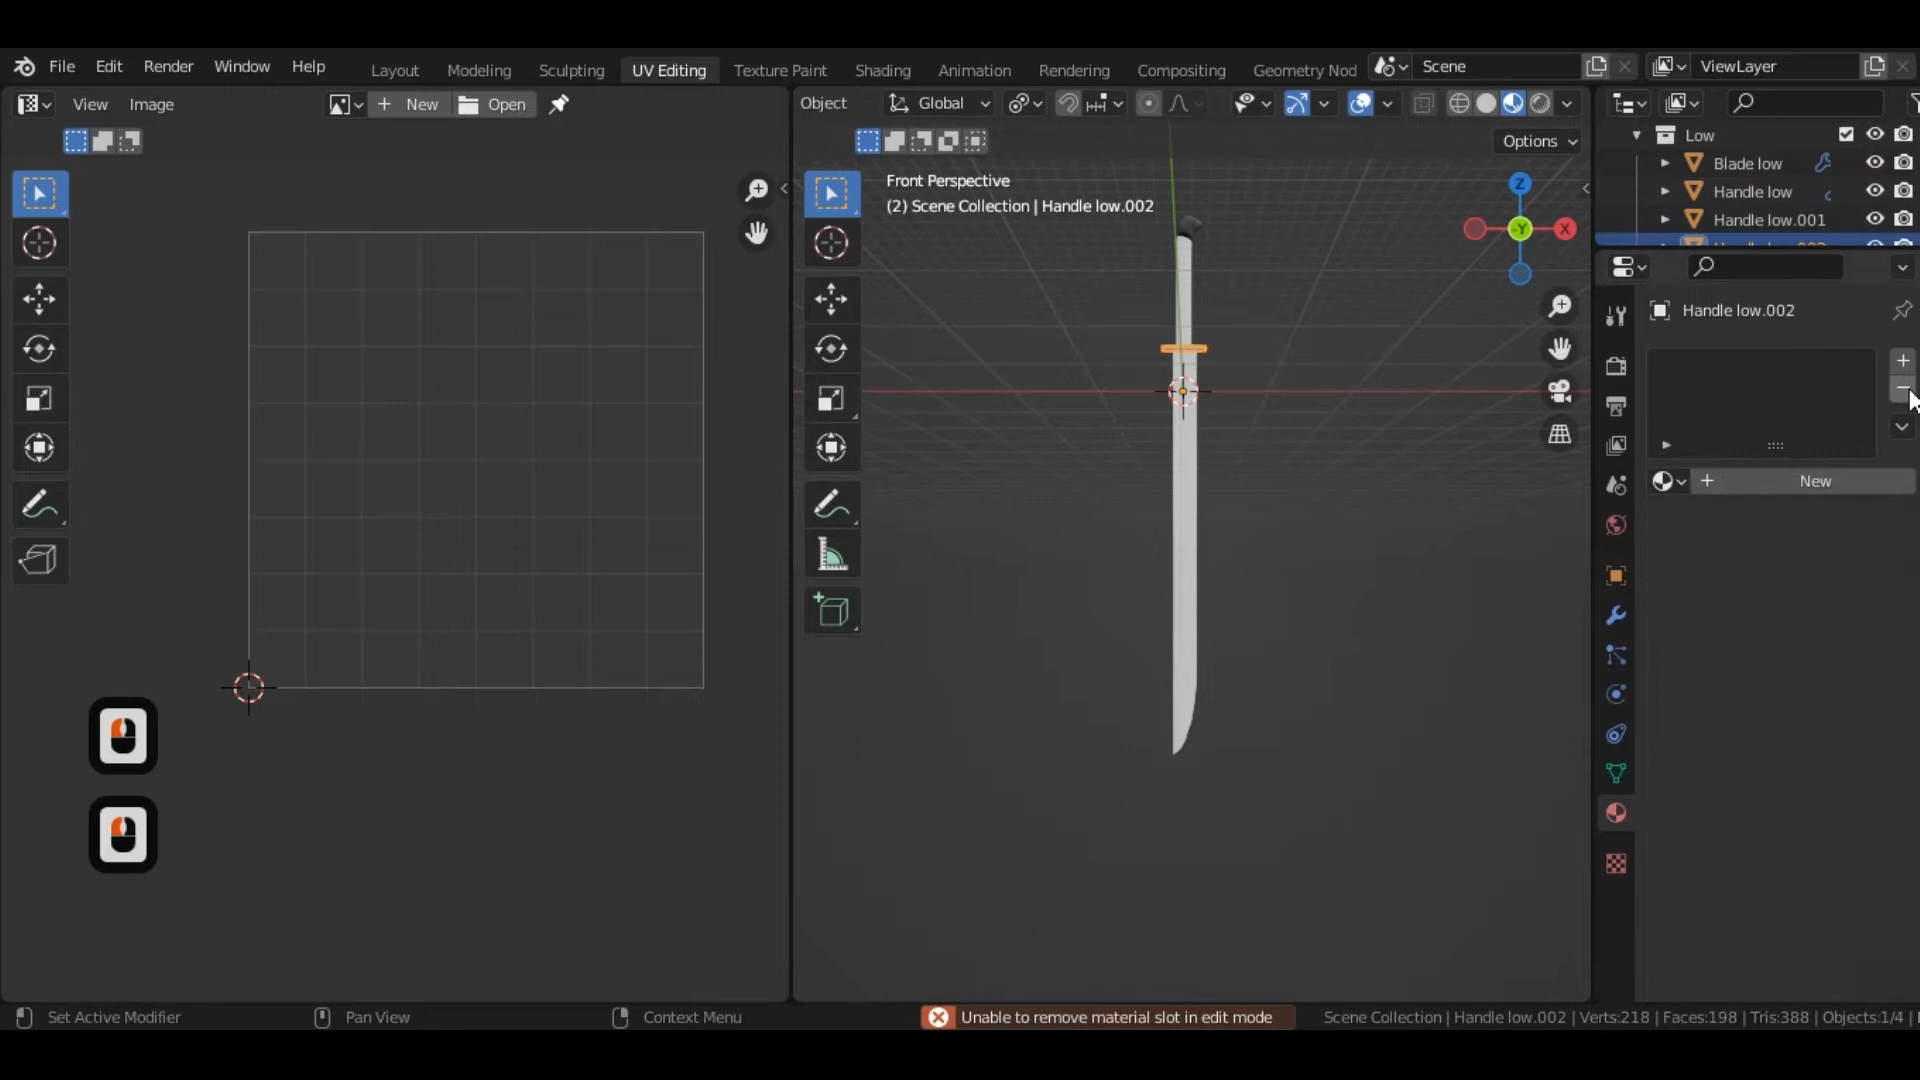 File Edit Render Window Help
Layout Modeling Sculpting UV Editing Texture Paint Shading Animation Rendering Compositing Geometry Nod
Scene
ViewLayer
View Image
+ New Open
Object Global
Options
Front Perspective
(2) Scene Collection | Handle low.002
Z
X
-Y
Low
Blade low
Handle low
Handle low.001
Handle low.002
New
Set Active Modifier
Pan View
Context Menu
Unable to remove material slot in edit mode
Scene Collection | Handle low.002 | Verts:218 | Faces:198 | Tris:388 | Objects:1/4 |